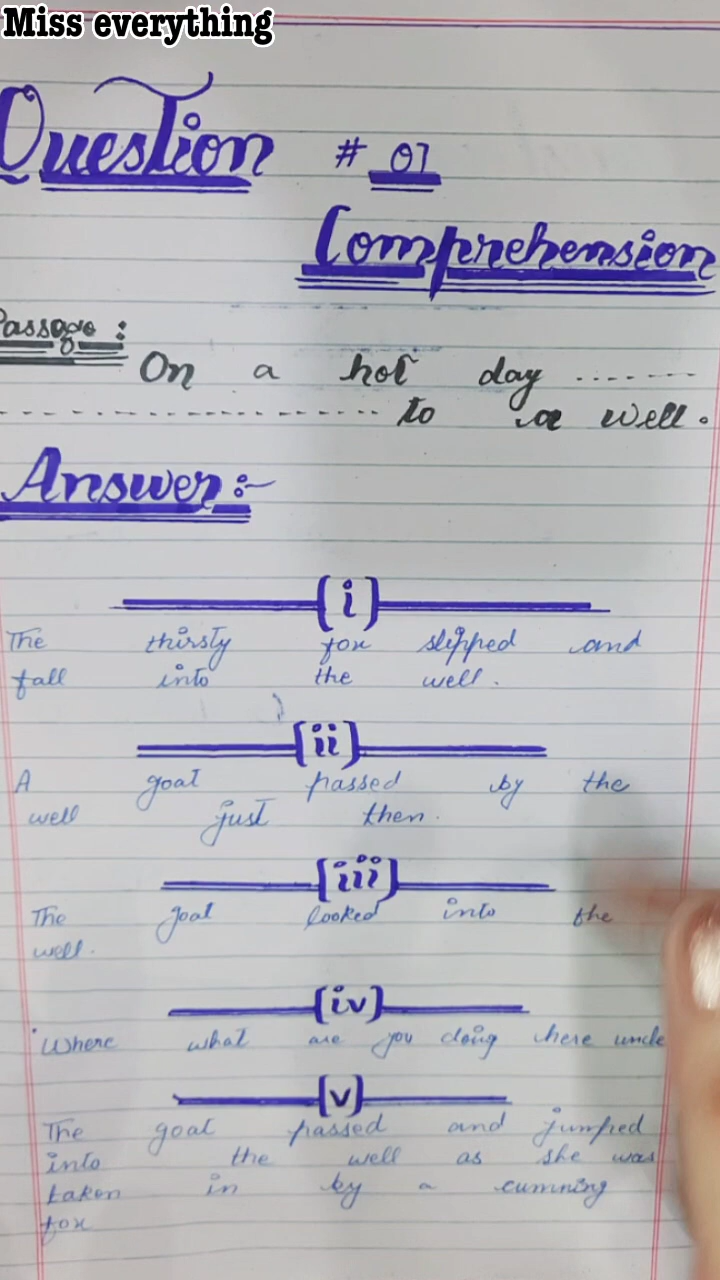 Miss everything
Question # 01
Comprehension
Passage :
On a hot day ........
..................... to a well.
Answer :-
(i)
The thirsty fox slipped and
fall into the well.
(ii)
A goat passed by the
well just then.
(iii)
The goat looked into the
well.
(iv)
Where what are you doing here uncle
(v)
The goat passed and jumped
into the well as she was
taken in by a cumning
fox